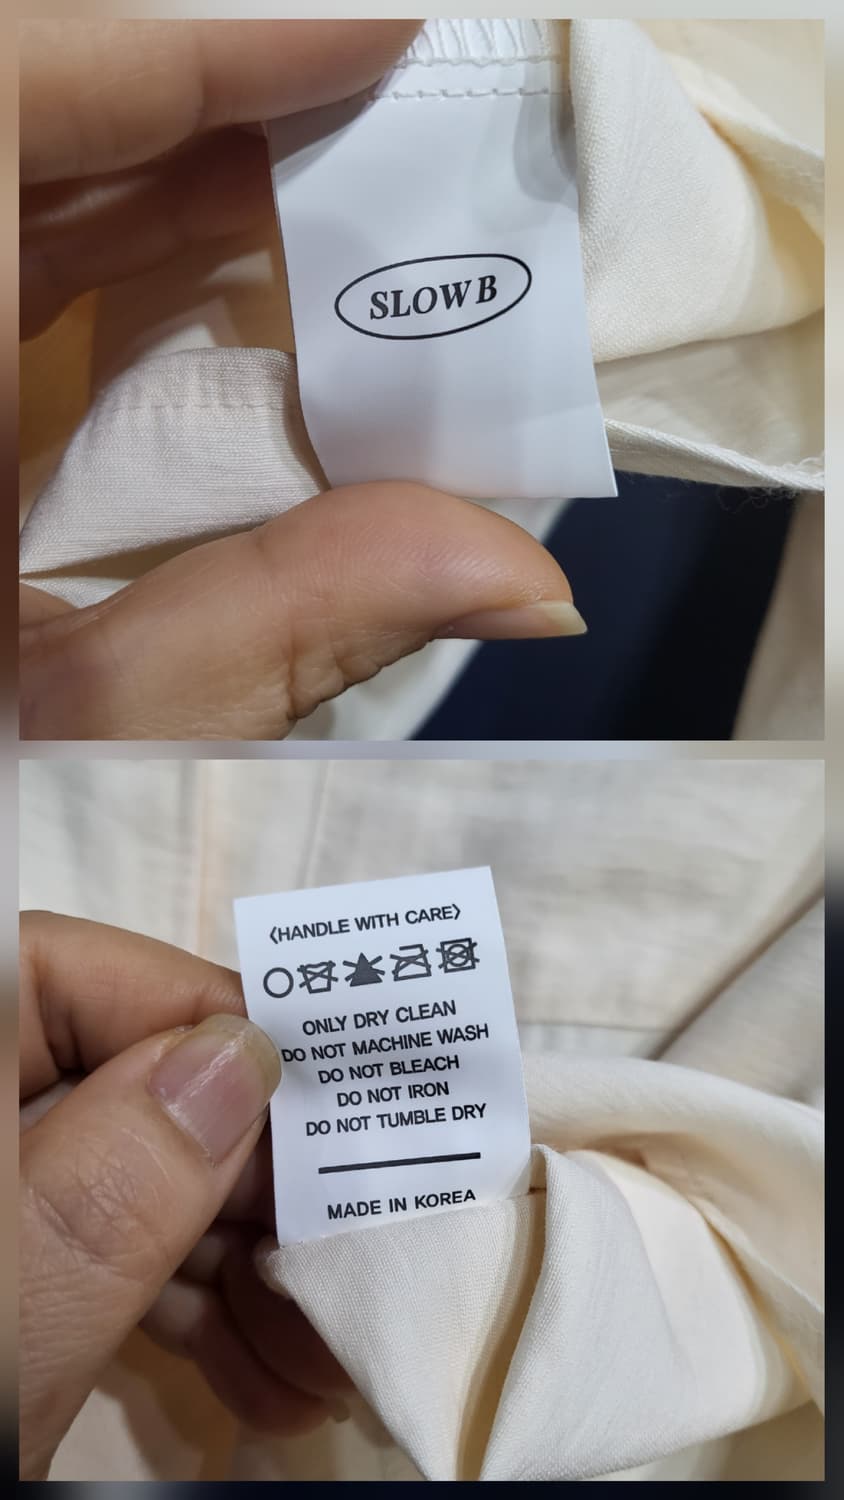 SLOW B
〈HANDLE WITH CARE〉
ONLY DRY CLEAN
DO NOT MACHINE WASH
DO NOT BLEACH
DO NOT IRON
DO NOT TUMBLE DRY
MADE IN KOREA